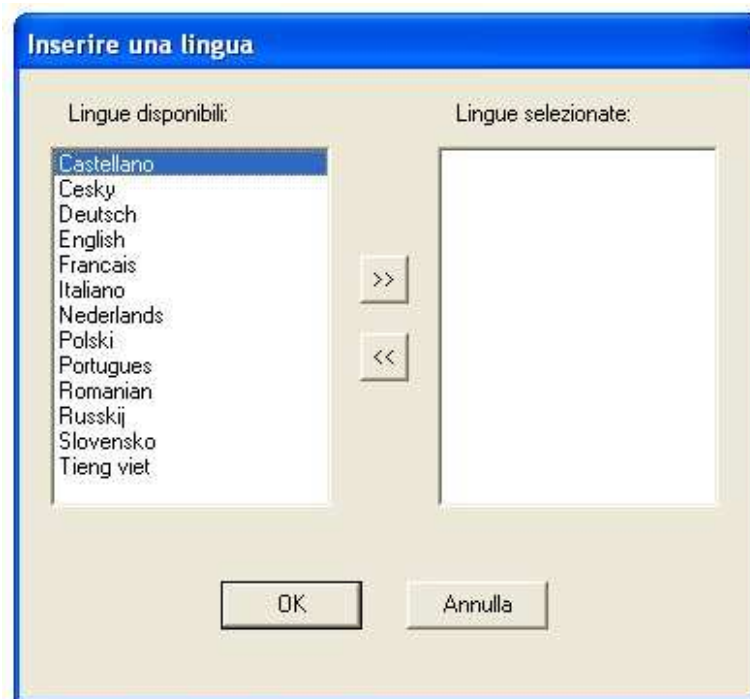 Inserire una lingua
Lingue disponibili:
Lingue selezionate:
Castellano
Cesky
Deutsch
English
Francais
Italiano
Nederlands
Polski
Portugues
Romanian
Russkij
Slovensko
Tieng viet
>>
<<
OK
Annulla